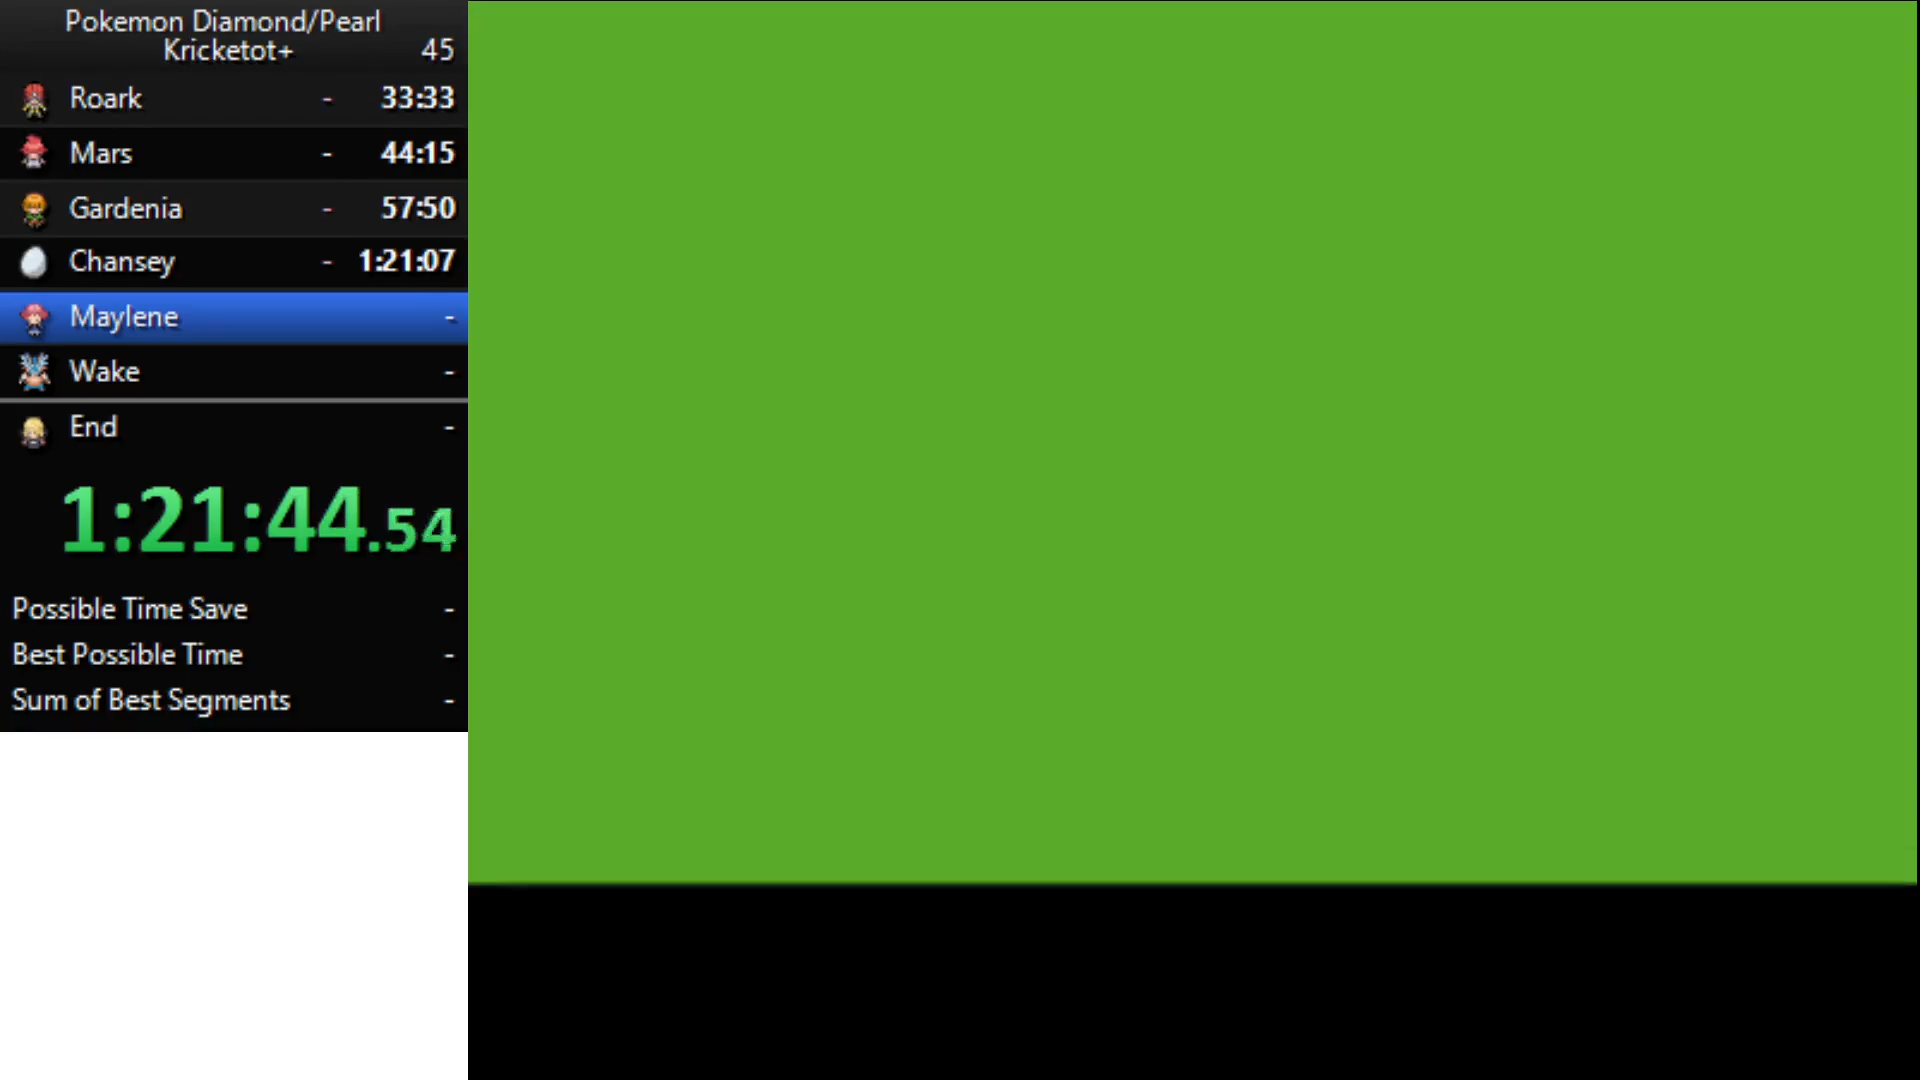 Pokemon Diamond/Pearl
Kricketot+ 45
Roark - 33:33
Mars - 44:15
Gardenia - 57:50
Chansey - 1:21:07
Maylene -
Wake -
End -
1:21:44.54
Possible Time Save -
Best Possible Time -
Sum of Best Segments -